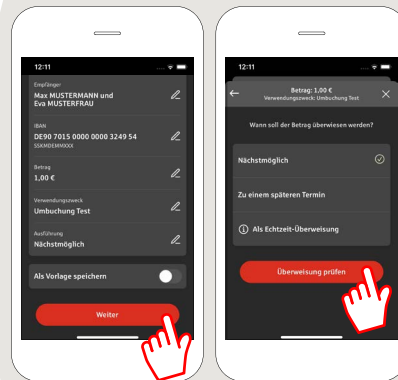 12:11
Empfänger
Max MUSTERMANN und
Eva MUSTERFRAU
IBAN
DE90 7015 0000 0000 3249 54
SSKMDEMMXXX
Betrag
1,00 €
Verwendungszweck
Umbuchung Test
Ausführung
Nächstmöglich
Als Vorlage speichern
Weiter
12:11
Betrag: 1,00 €
Verwendungszweck: Umbuchung Test
Wann soll der Betrag überwiesen werden?
Nächstmöglich
Zu einem späteren Termin
Als Echtzeit-Überweisung
Überweisung prüfen